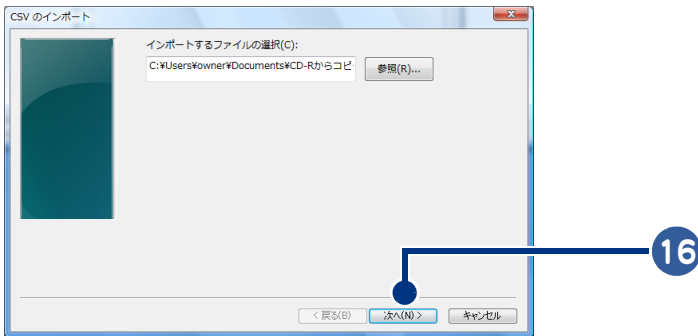 CSV のインポート
インポートするファイルの選択(C):
C:¥Users¥owner¥Documents¥CD-Rからコピ
参照(R)...
16
< 戻る(B)
次へ(N) >
キャンセル